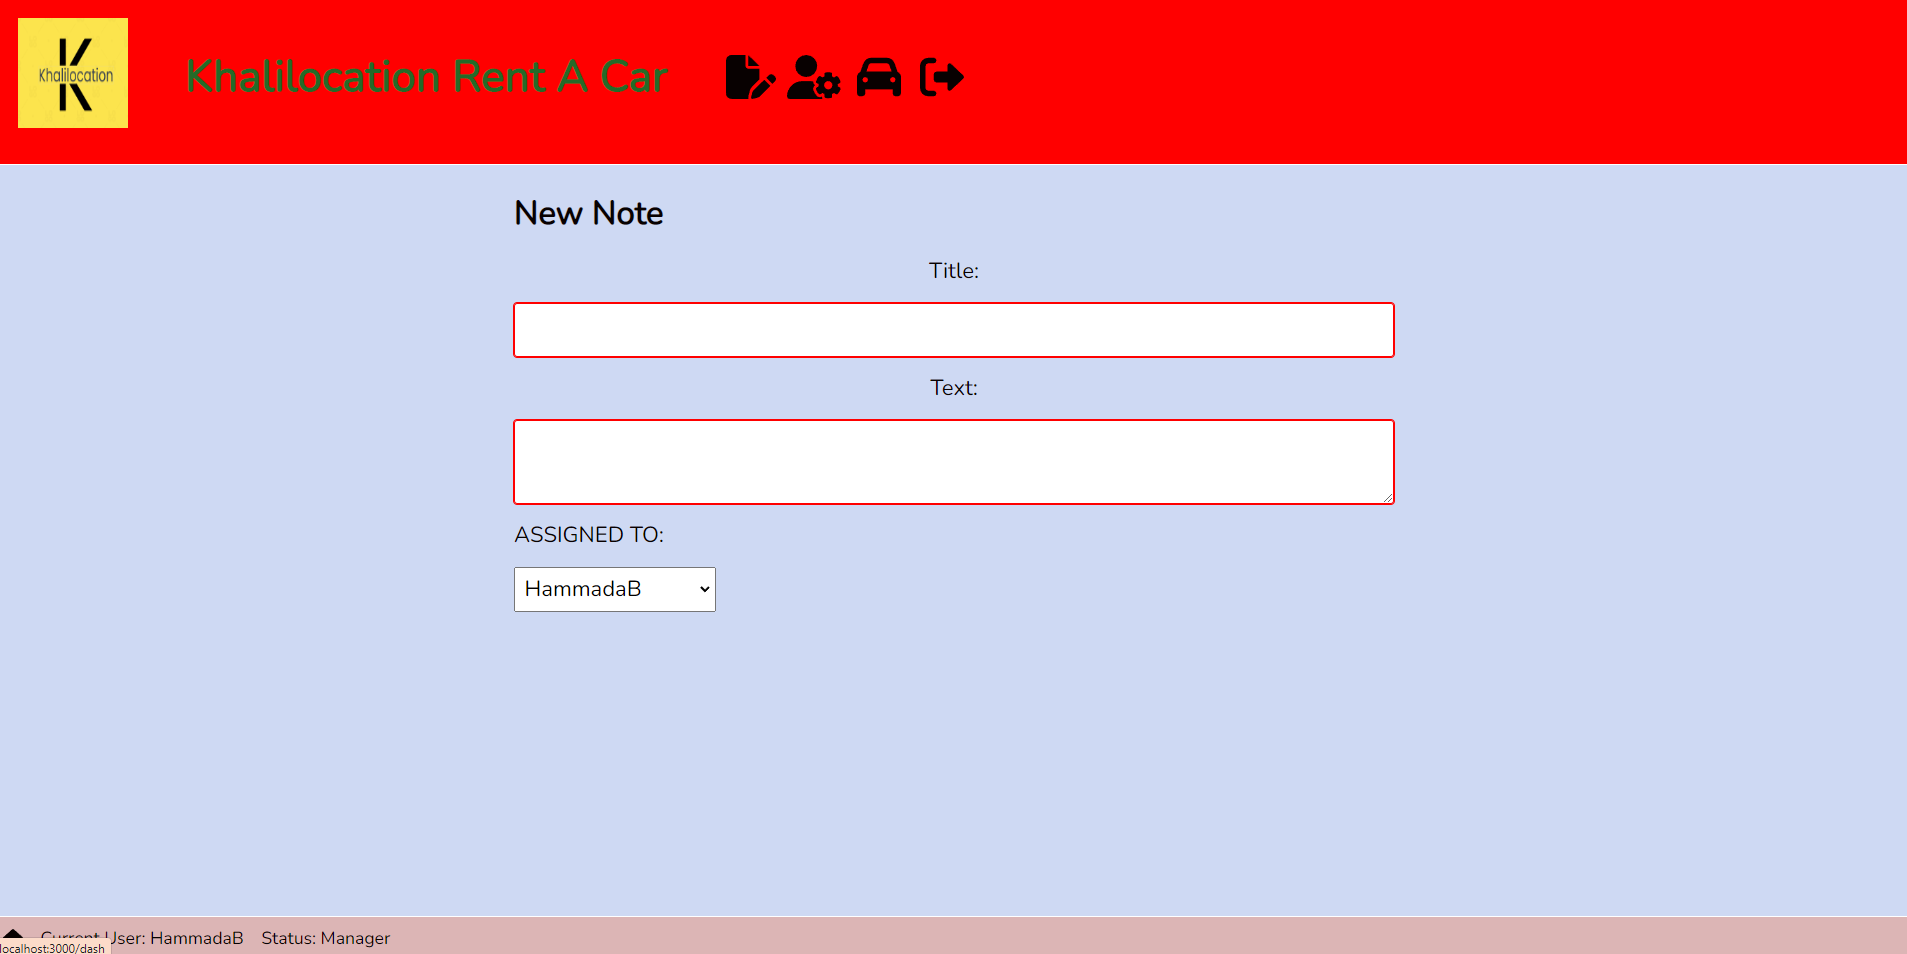 Khalilocation
Khalilocation Rent A Car
New Note
Title:
Text:
ASSIGNED TO:
HammadaB
Current User: HammadaB Status: Manager
localhost:3000/dash